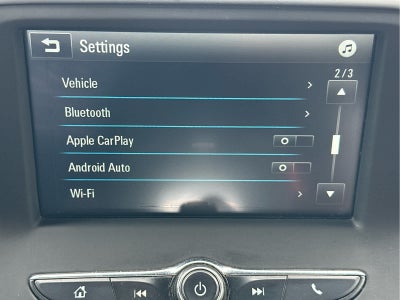 Settings
2/3
Vehicle
Bluetooth
Apple CarPlay
Android Auto
Wi-Fi